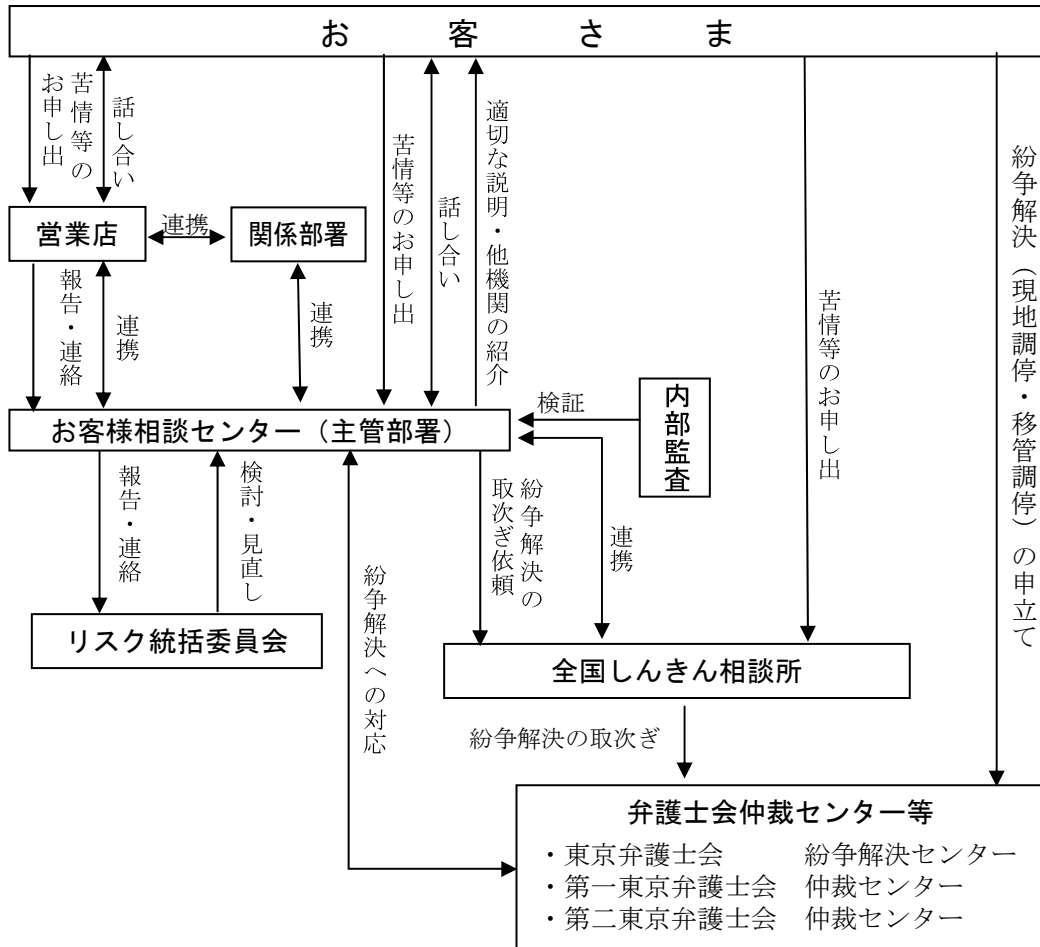 お　客　さ　ま
苦情等の
お申し出
話し合い
苦情等のお申し出
話し合い
適切な説明・他機関の紹介
苦情等のお申し出
紛争解決（現地調停・移管調停）の申立て
営業店
連携
関係部署
報告・連絡
連携
連携
お客様相談センター（主管部署）
検証
内部監査
報告・連絡
検討・見直し
紛争解決への対応
紛争解決の
取次ぎ依頼
連携
リスク統括委員会
全国しんきん相談所
紛争解決の取次ぎ
弁護士会仲裁センター等
・東京弁護士会　　紛争解決センター
・第一東京弁護士会　仲裁センター
・第二東京弁護士会　仲裁センター